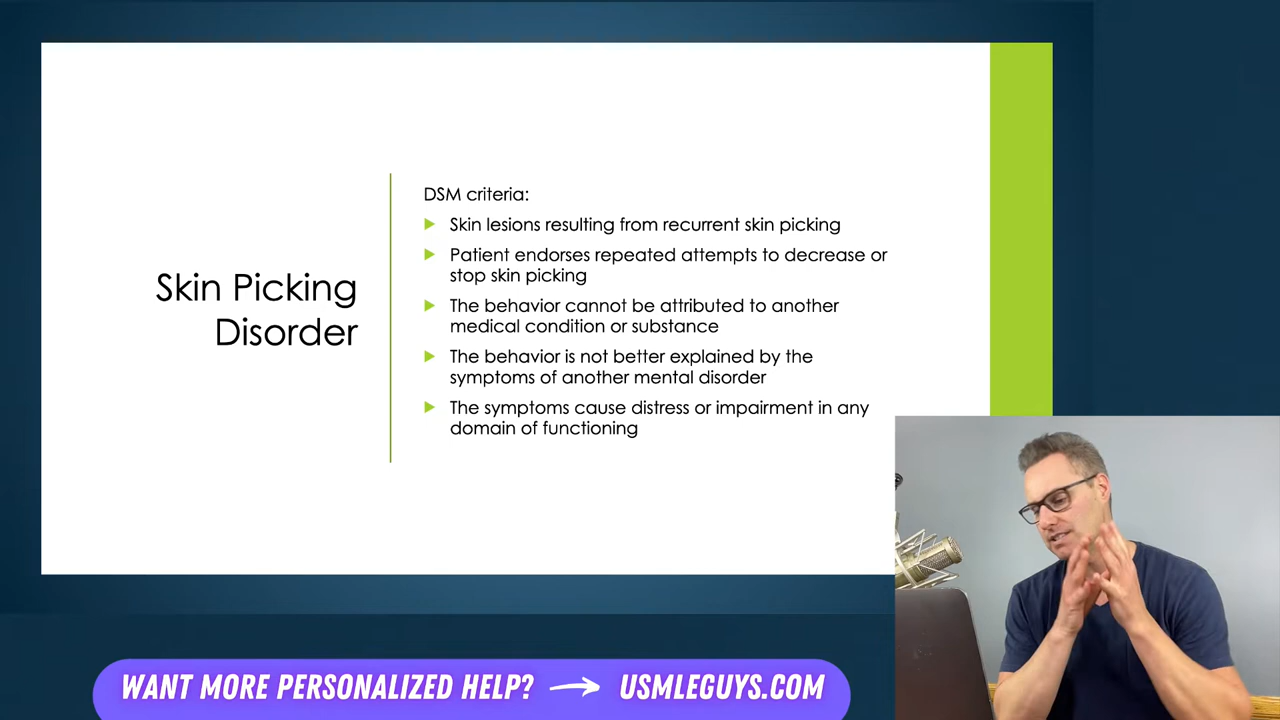 Skin Picking
Disorder
DSM criteria:
Skin lesions resulting from recurrent skin picking
Patient endorses repeated attempts to decrease or
stop skin picking
The behavior cannot be attributed to another
medical condition or substance
The behavior is not better explained by the
symptoms of another mental disorder
The symptoms cause distress or impairment in any
domain of functioning
WANT MORE PERSONALIZED HELP? → USMLEGUYS.COM